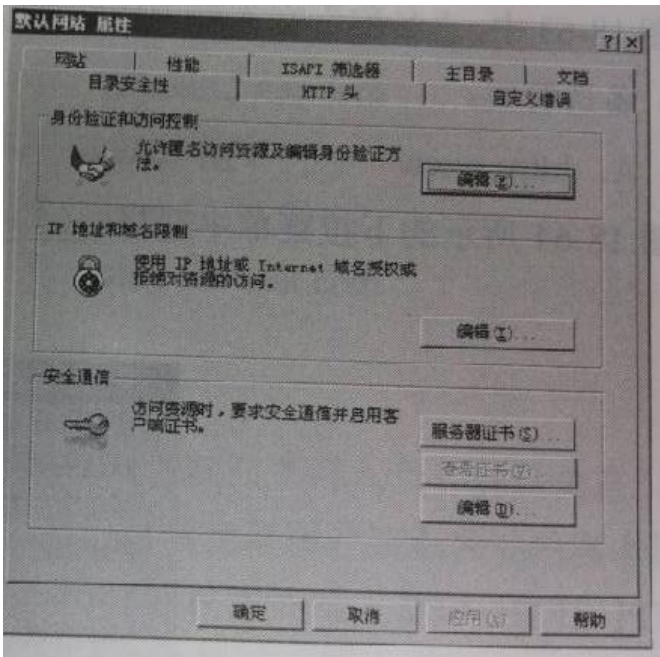 默认网站 属性
? ×
网站 性能 ISAPI 筛选器 主目录 文档
目录安全性 HTTP 头 自定义错误
身份验证和访问控制
允许匿名访问资源及编辑身份验证方
法。
编辑(E)...
IP 地址和域名限制
使用 IP 地址或 Internet 域名授权或
拒绝对资源的访问。
编辑(I)...
安全通信
访问资源时，要求安全通信并启用客
户端证书。
服务器证书(S)...
查看证书(V)...
编辑(D)...
确定 取消 应用(A) 帮助